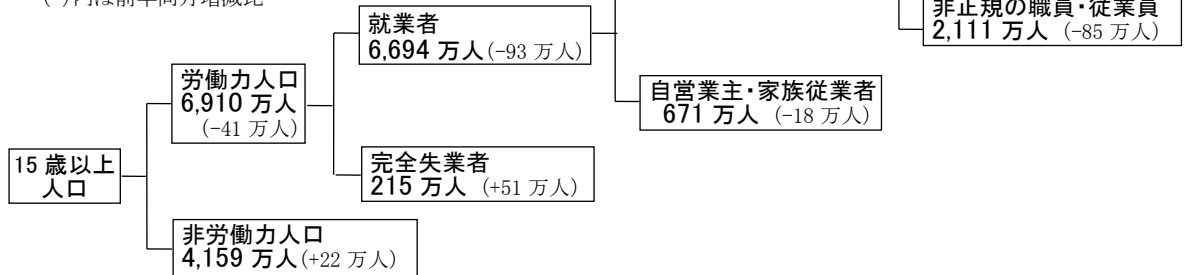 ( )内は前年同月増減比
非正規の職員・従業員
2,111 万人 (-85 万人)
就業者
6,694 万人(-93 万人)
自営業主・家族従業者
671 万人 (-18 万人)
労働力人口
6,910 万人
(-41 万人)
15 歳以上
人口
完全失業者
215 万人 (+51 万人)
非労働力人口
4,159 万人(+22 万人)